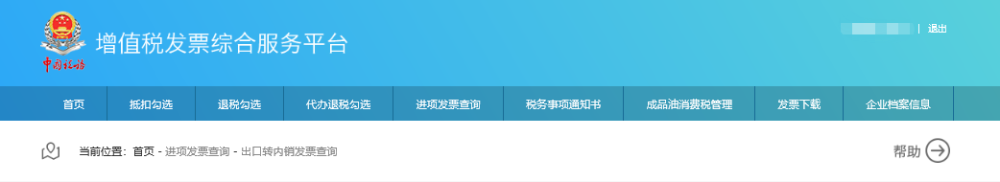 中国税务
增值税发票综合服务平台
| 退出
首页 抵扣勾选 退税勾选 代办退税勾选 进项发票查询 税务事项通知书 成品油消费税管理 发票下载 企业档案信息
当前位置：首页 - 进项发票查询 - 出口转内销发票查询
帮助